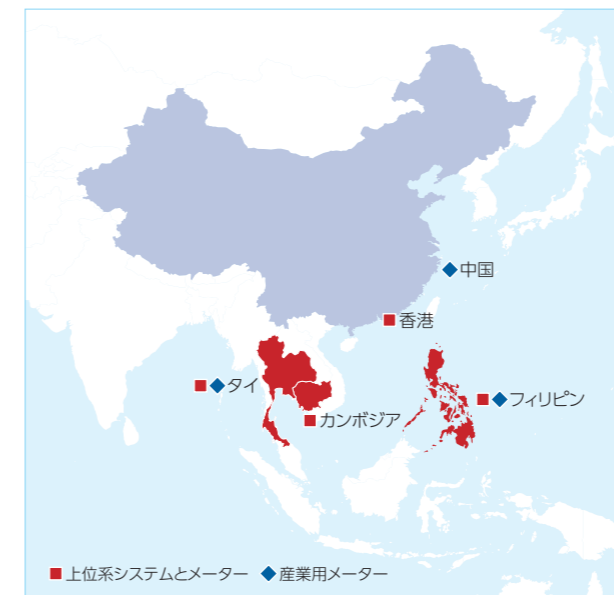 ◆中国
■香港
■◆タイ
■◆フィリピン
■カンボジア
■上位系システムとメーター ◆産業用メーター